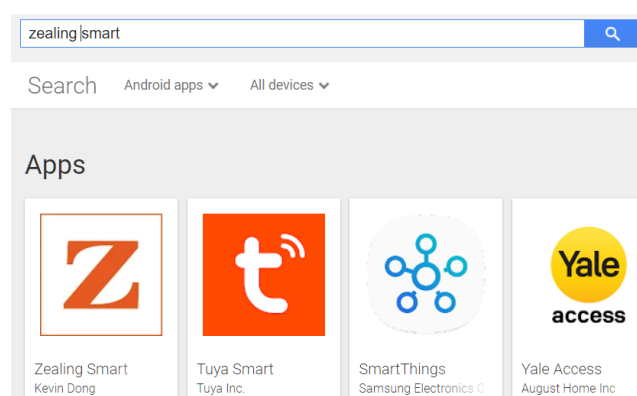 zealing smart
Search Android apps All devices
Apps
Z t Yale
access
Zealing Smart Tuya Smart SmartThings Yale Access
Kevin Dong Tuya Inc. Samsung Electronics C August Home Inc